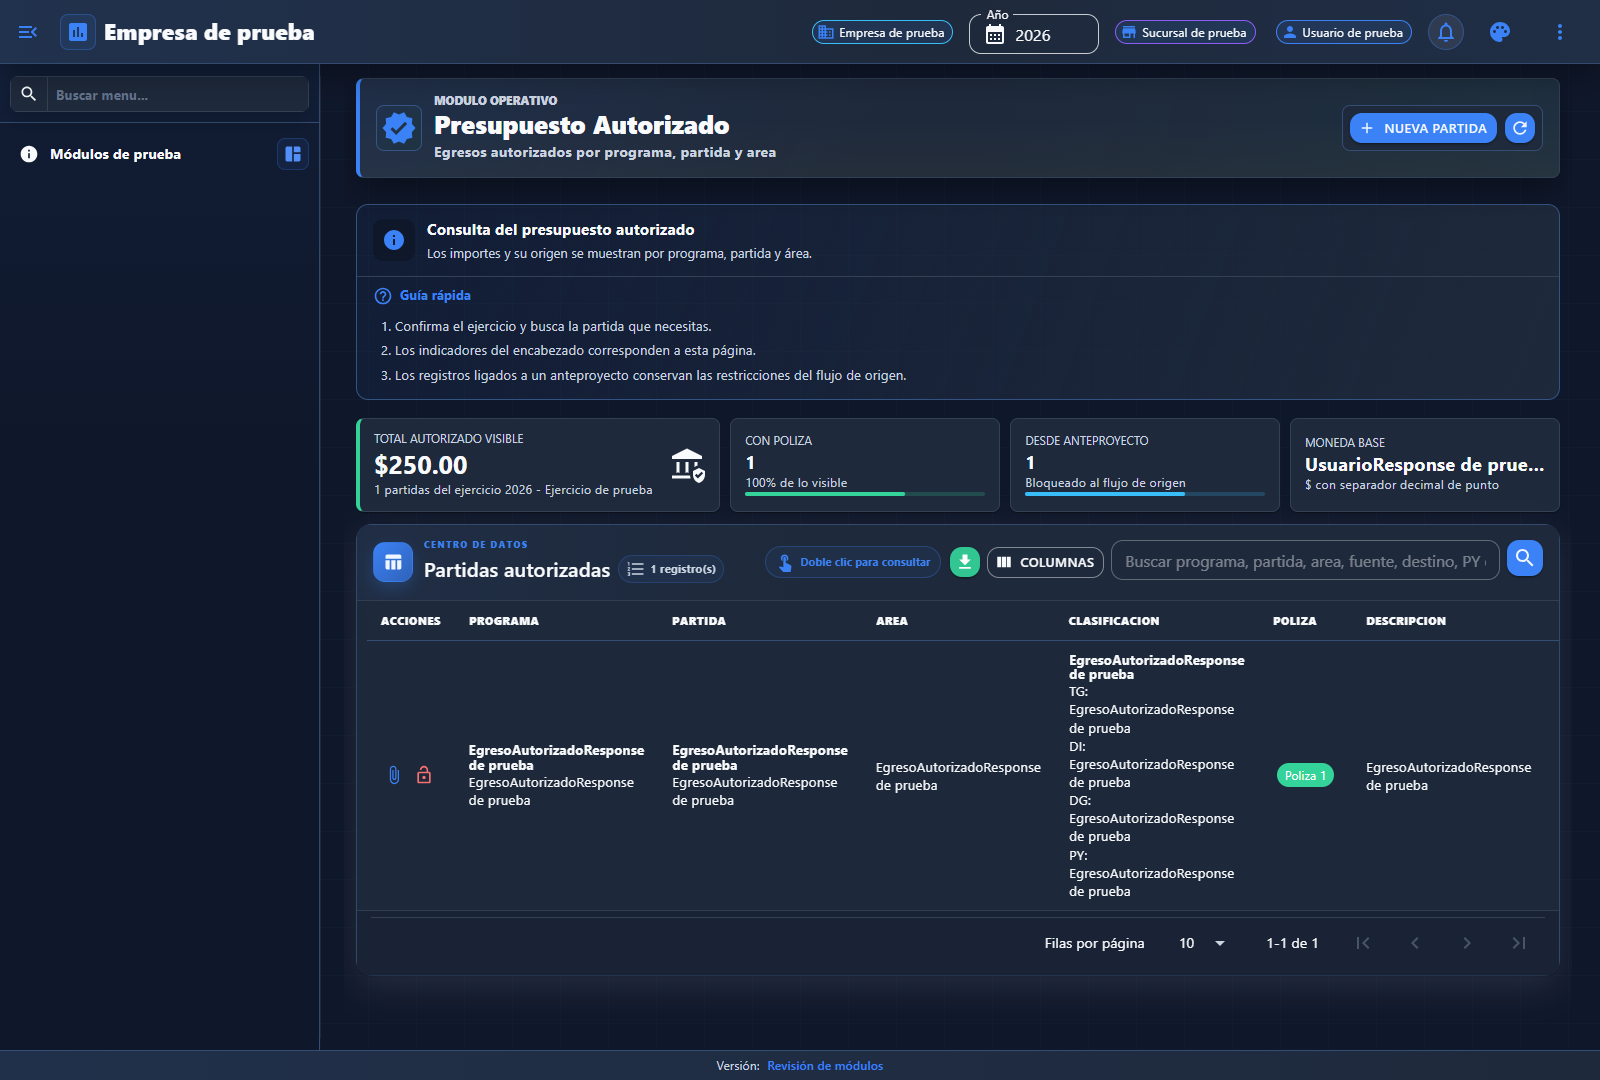 Empresa de prueba
Empresa de prueba
Año
2026
Sucursal de prueba
Usuario de prueba
Buscar menu...
Módulos de prueba
MODULO OPERATIVO
Presupuesto Autorizado
Egresos autorizados por programa, partida y area
NUEVA PARTIDA
Consulta del presupuesto autorizado
Los importes y su origen se muestran por programa, partida y área.
Guía rápida
1. Confirma el ejercicio y busca la partida que necesitas.
2. Los indicadores del encabezado corresponden a esta página.
3. Los registros ligados a un anteproyecto conservan las restricciones del flujo de origen.
TOTAL AUTORIZADO VISIBLE
$250.00
1 partidas del ejercicio 2026 - Ejercicio de prueba
CON POLIZA
1
100% de lo visible
DESDE ANTEPROYECTO
1
Bloqueado al flujo de origen
MONEDA BASE
UsuarioResponse de prue...
$ con separador decimal de punto
CENTRO DE DATOS
Partidas autorizadas
1 registro(s)
Doble clic para consultar
COLUMNAS
Buscar programa, partida, area, fuente, destino, PY
ACCIONES PROGRAMA PARTIDA AREA CLASIFICACION POLIZA DESCRIPCION
EgresoAutorizadoResponse
de prueba
EgresoAutorizadoResponse
de prueba
EgresoAutorizadoResponse
de prueba
EgresoAutorizadoResponse
de prueba
EgresoAutorizadoResponse
de prueba
EgresoAutorizadoResponse
de prueba
TG:
EgresoAutorizadoResponse
de prueba
DI:
EgresoAutorizadoResponse
de prueba
DG:
EgresoAutorizadoResponse
de prueba
PY:
EgresoAutorizadoResponse
de prueba
Poliza 1
EgresoAutorizadoResponse
de prueba
Filas por página 10 1-1 de 1
Versión: Revisión de módulos